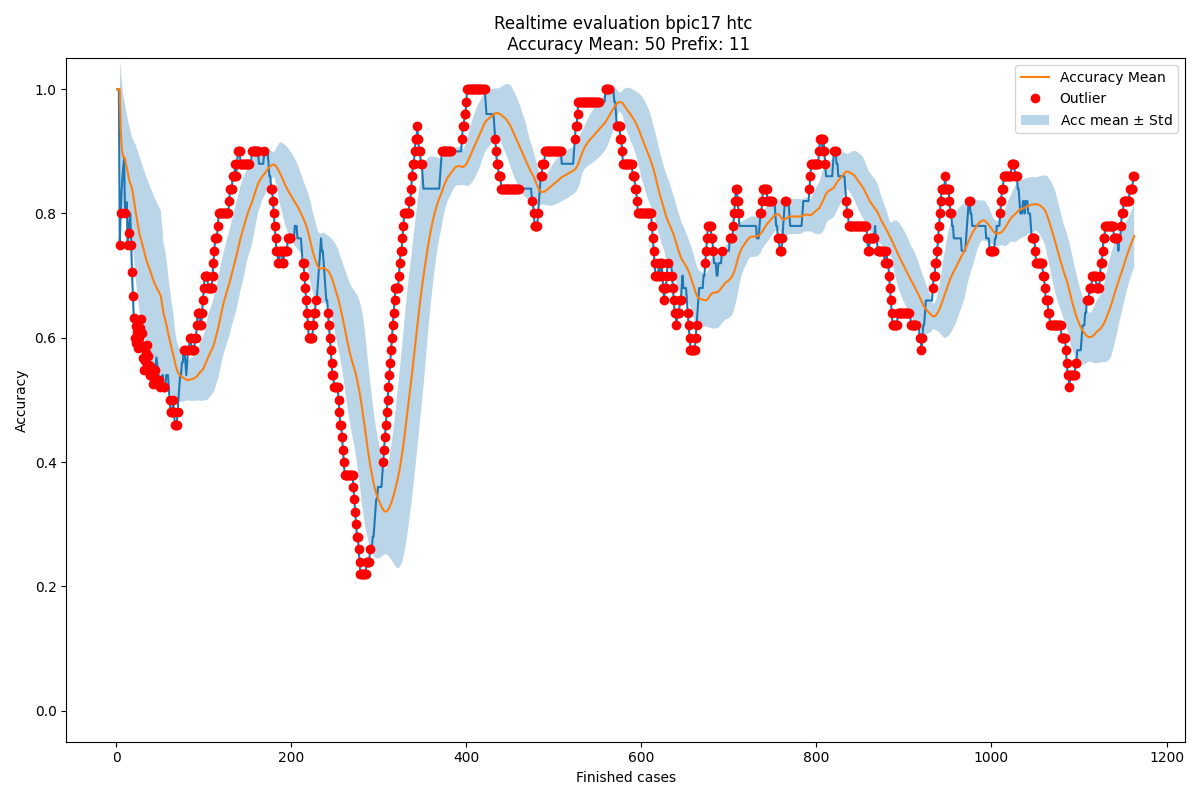 Realtime evaluation bpic17 htc
Accuracy Mean: 50 Prefix: 11
Accuracy Mean
Outlier
Acc mean ± Std
1.0
0.8
0.6
0.4
0.2
0.0
Accuracy
0 200 400 600 800 1000 1200
Finished cases